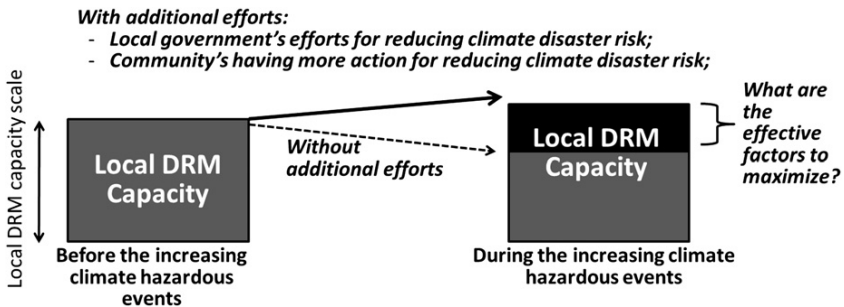 With additional efforts:
- Local government's efforts for reducing climate disaster risk;
- Community's having more action for reducing climate disaster risk;
Local DRM capacity scale
Local DRM
Capacity
Without
additional efforts
Local DRM
Capacity
What are
the
effective
factors to
maximize?
Before the increasing
climate hazardous
events
During the increasing climate
hazardous events